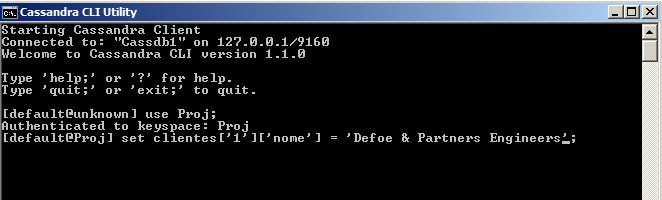 Cassandra CLI Utility
Starting Cassandra Client
Connected to: "Cassdb1" on 127.0.0.1/9160
Welcome to Cassandra CLI version 1.1.0
Type 'help;' or '?' for help.
Type 'quit;' or 'exit;' to quit.
[default@unknown] use Proj;
Authenticated to keyspace: Proj
[default@Proj] set clientes['1']['nome'] = 'Defoe & Partners Engineers';